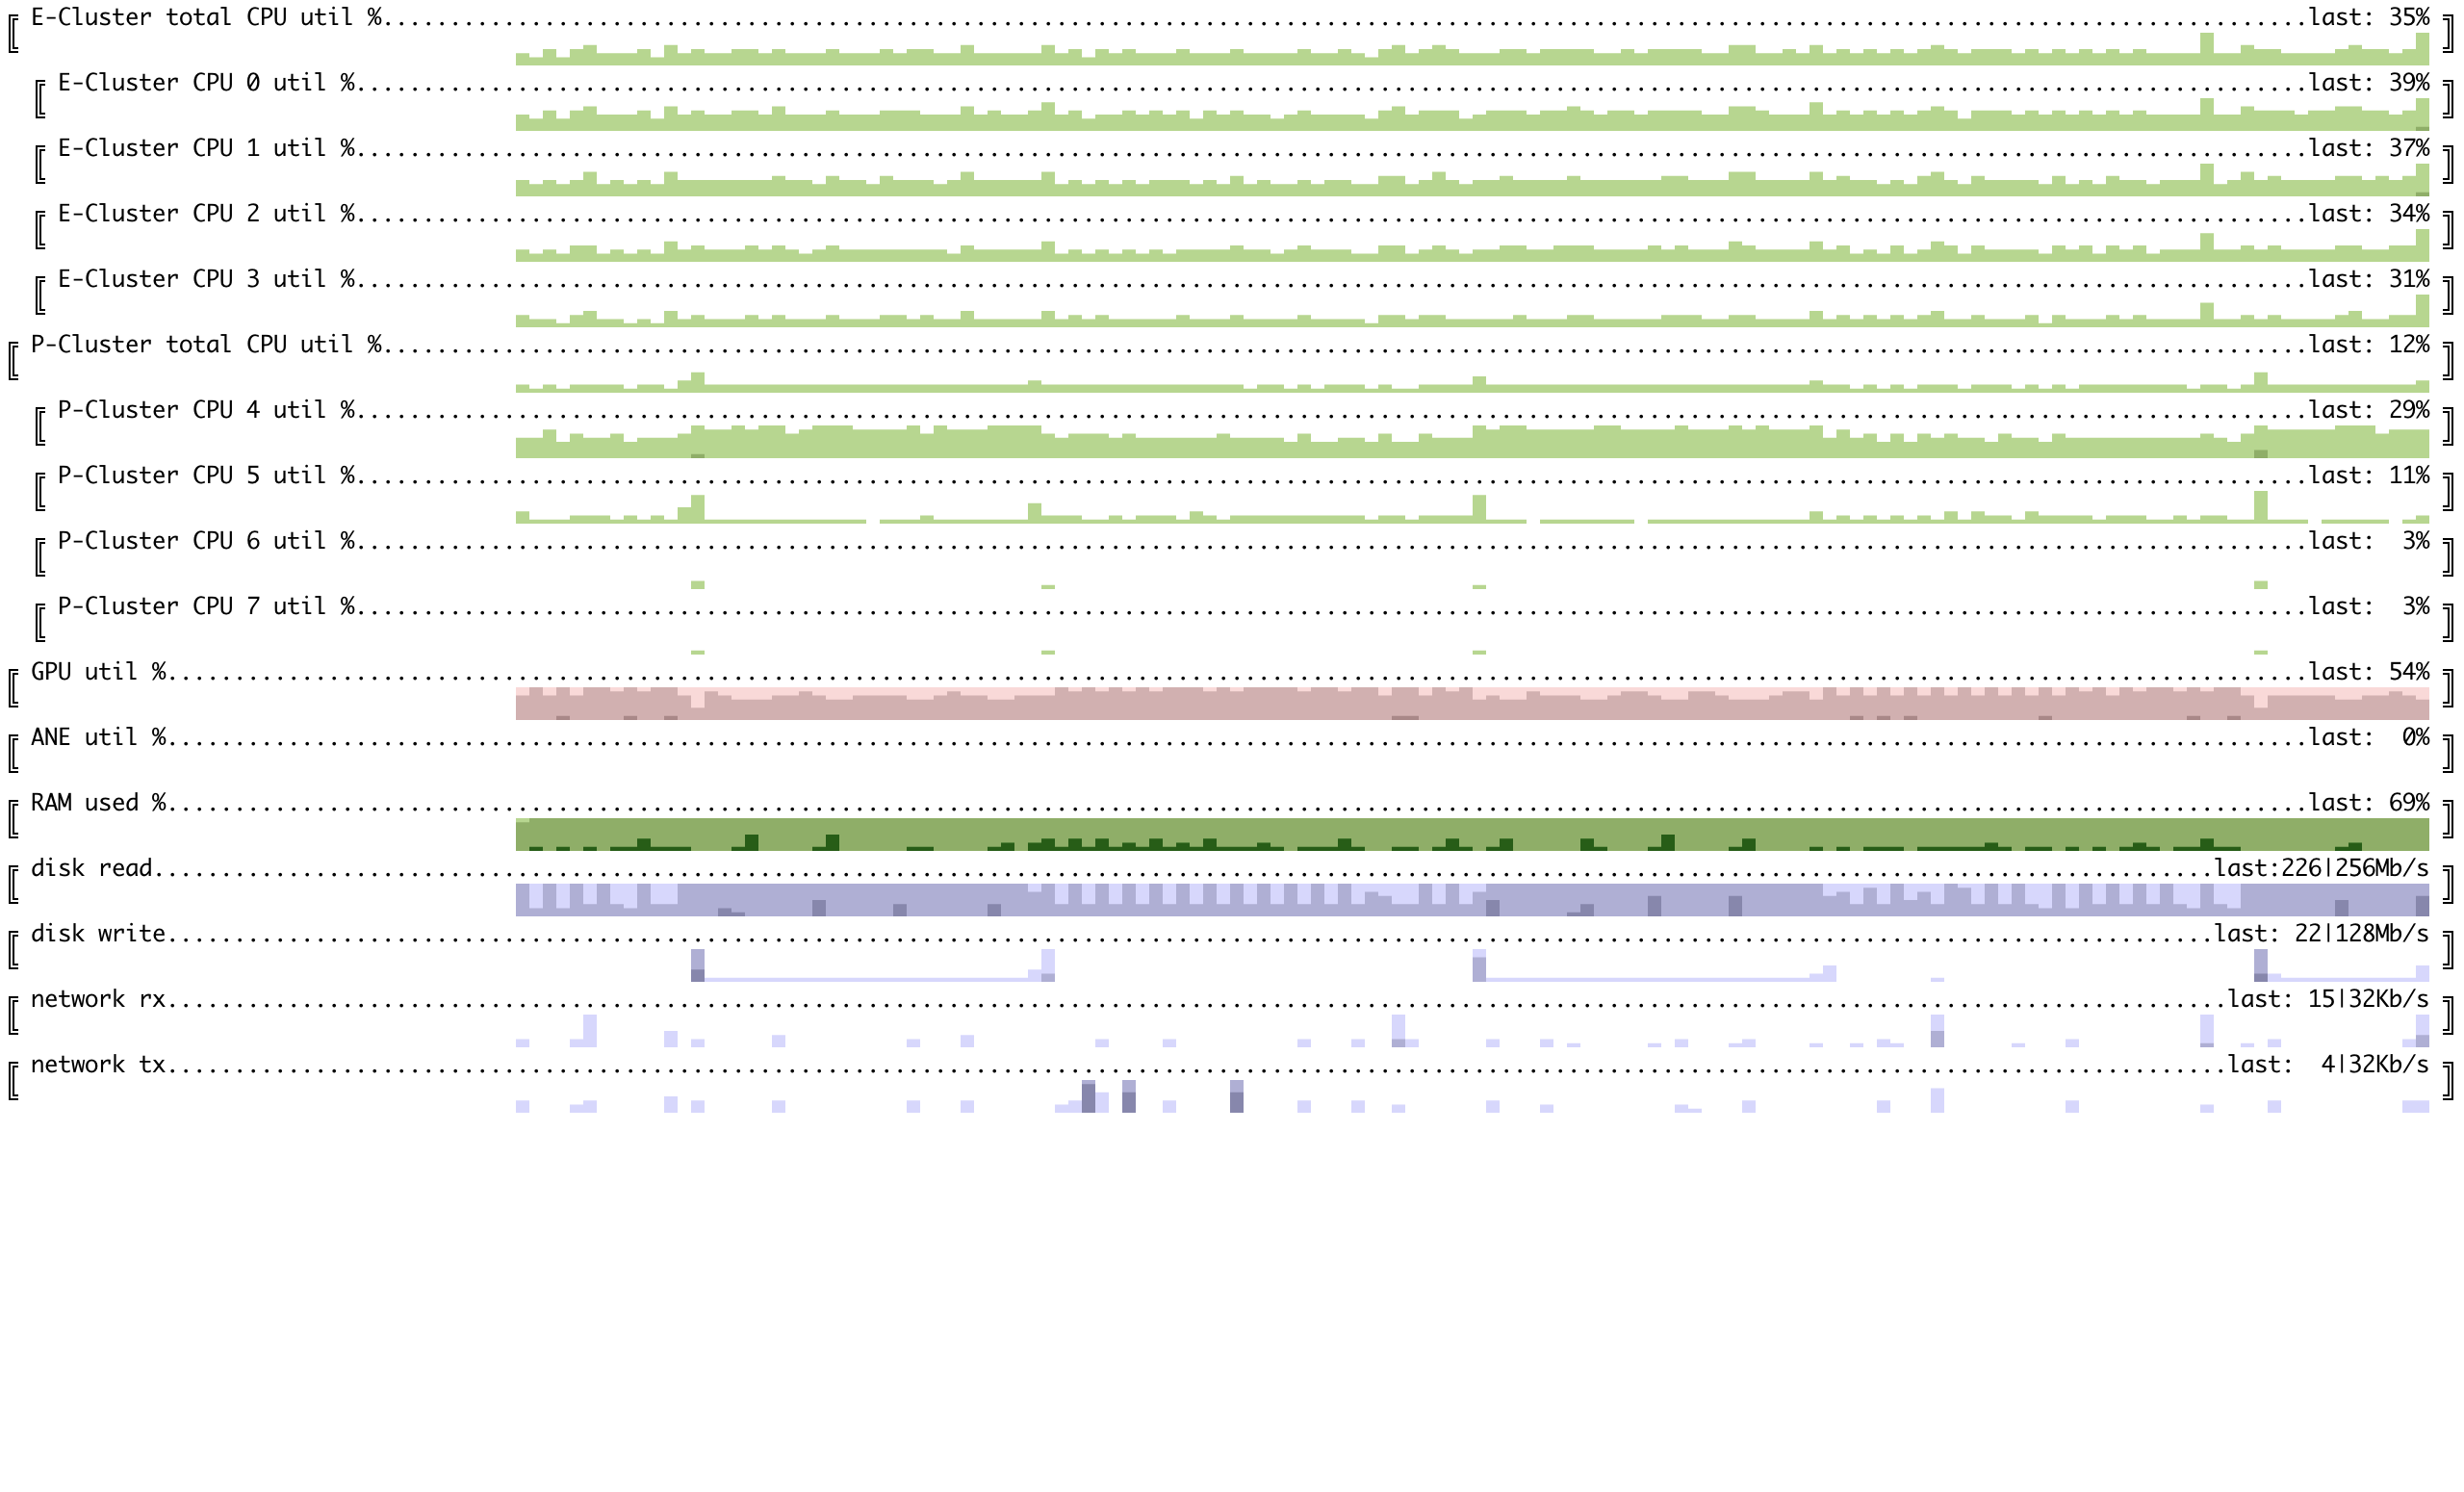 E-Cluster total CPU util %..............................last: 35%
E-Cluster CPU 0 util %..............................last: 39%
E-Cluster CPU 1 util %..............................last: 37%
E-Cluster CPU 2 util %..............................last: 34%
E-Cluster CPU 3 util %..............................last: 31%
P-Cluster total CPU util %..............................last: 12%
P-Cluster CPU 4 util %..............................last: 29%
P-Cluster CPU 5 util %..............................last: 11%
P-Cluster CPU 6 util %..............................last: 3%
P-Cluster CPU 7 util %..............................last: 3%
GPU util %..............................last: 54%
ANE util %..............................last: 0%
RAM used %..............................last: 69%
disk read..............................last:226|256Mb/s
disk write..............................last: 22|128Mb/s
network rx..............................last: 15|32Kb/s
network tx..............................last: 4|32Kb/s